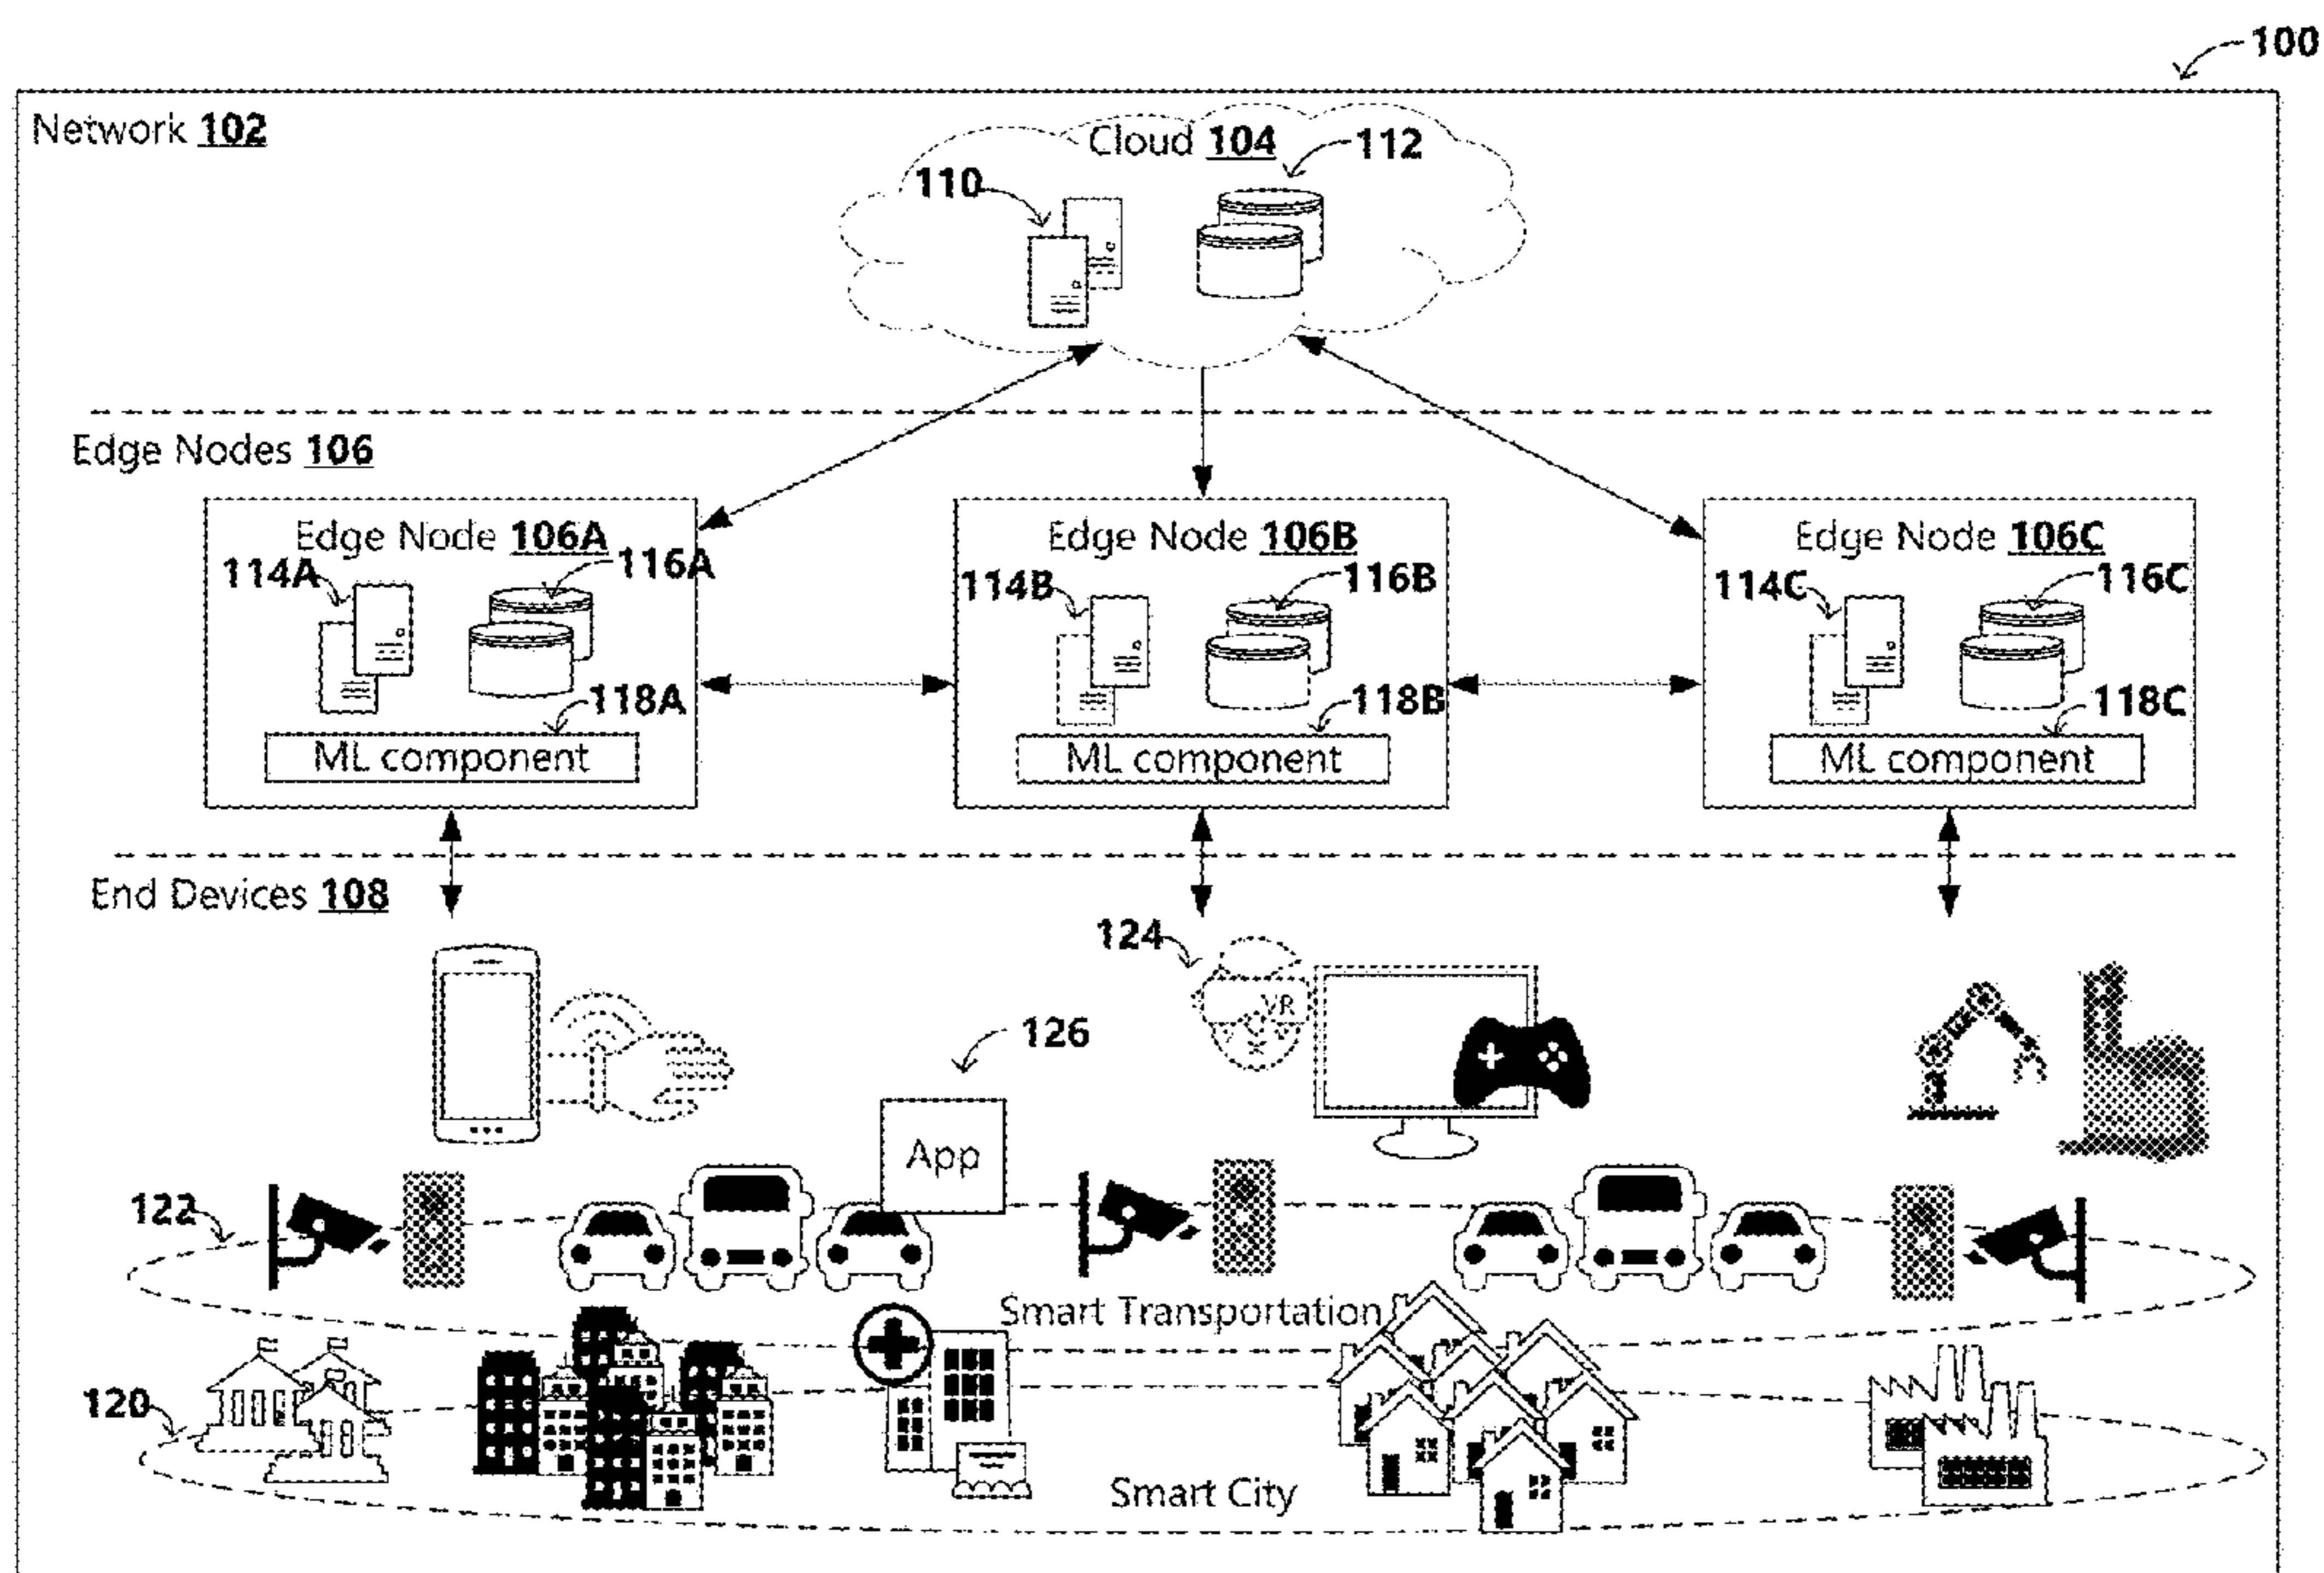 100
Network 102
Cloud 104
112
110
Edge Nodes 106
Edge Node 106A
114A
116A
118A
ML component
Edge Node 106B
114B
116B
118B
ML component
Edge Node 106C
114C
116C
118C
ML component
End Devices 108
124
VR
126
App
122
Smart Transportation
120
Smart City